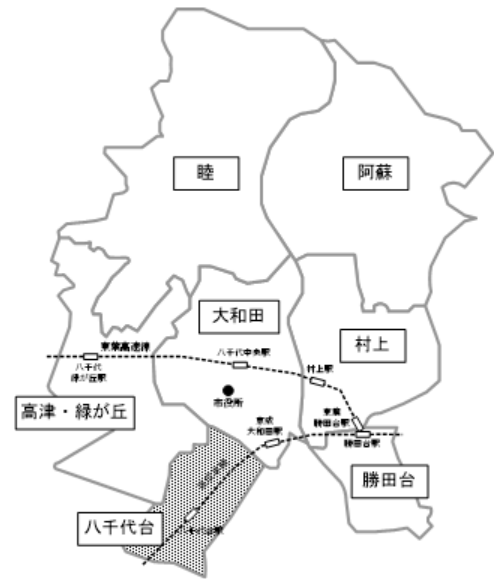 睦
阿蘇
大和田
村上
東葉高速線
八千代中央駅
八千代
緑が丘駅
村上駅
市役所
高津・緑が丘
東葉
勝田台駅
京成
大和田駅
勝田台駅
勝田台
八千代台